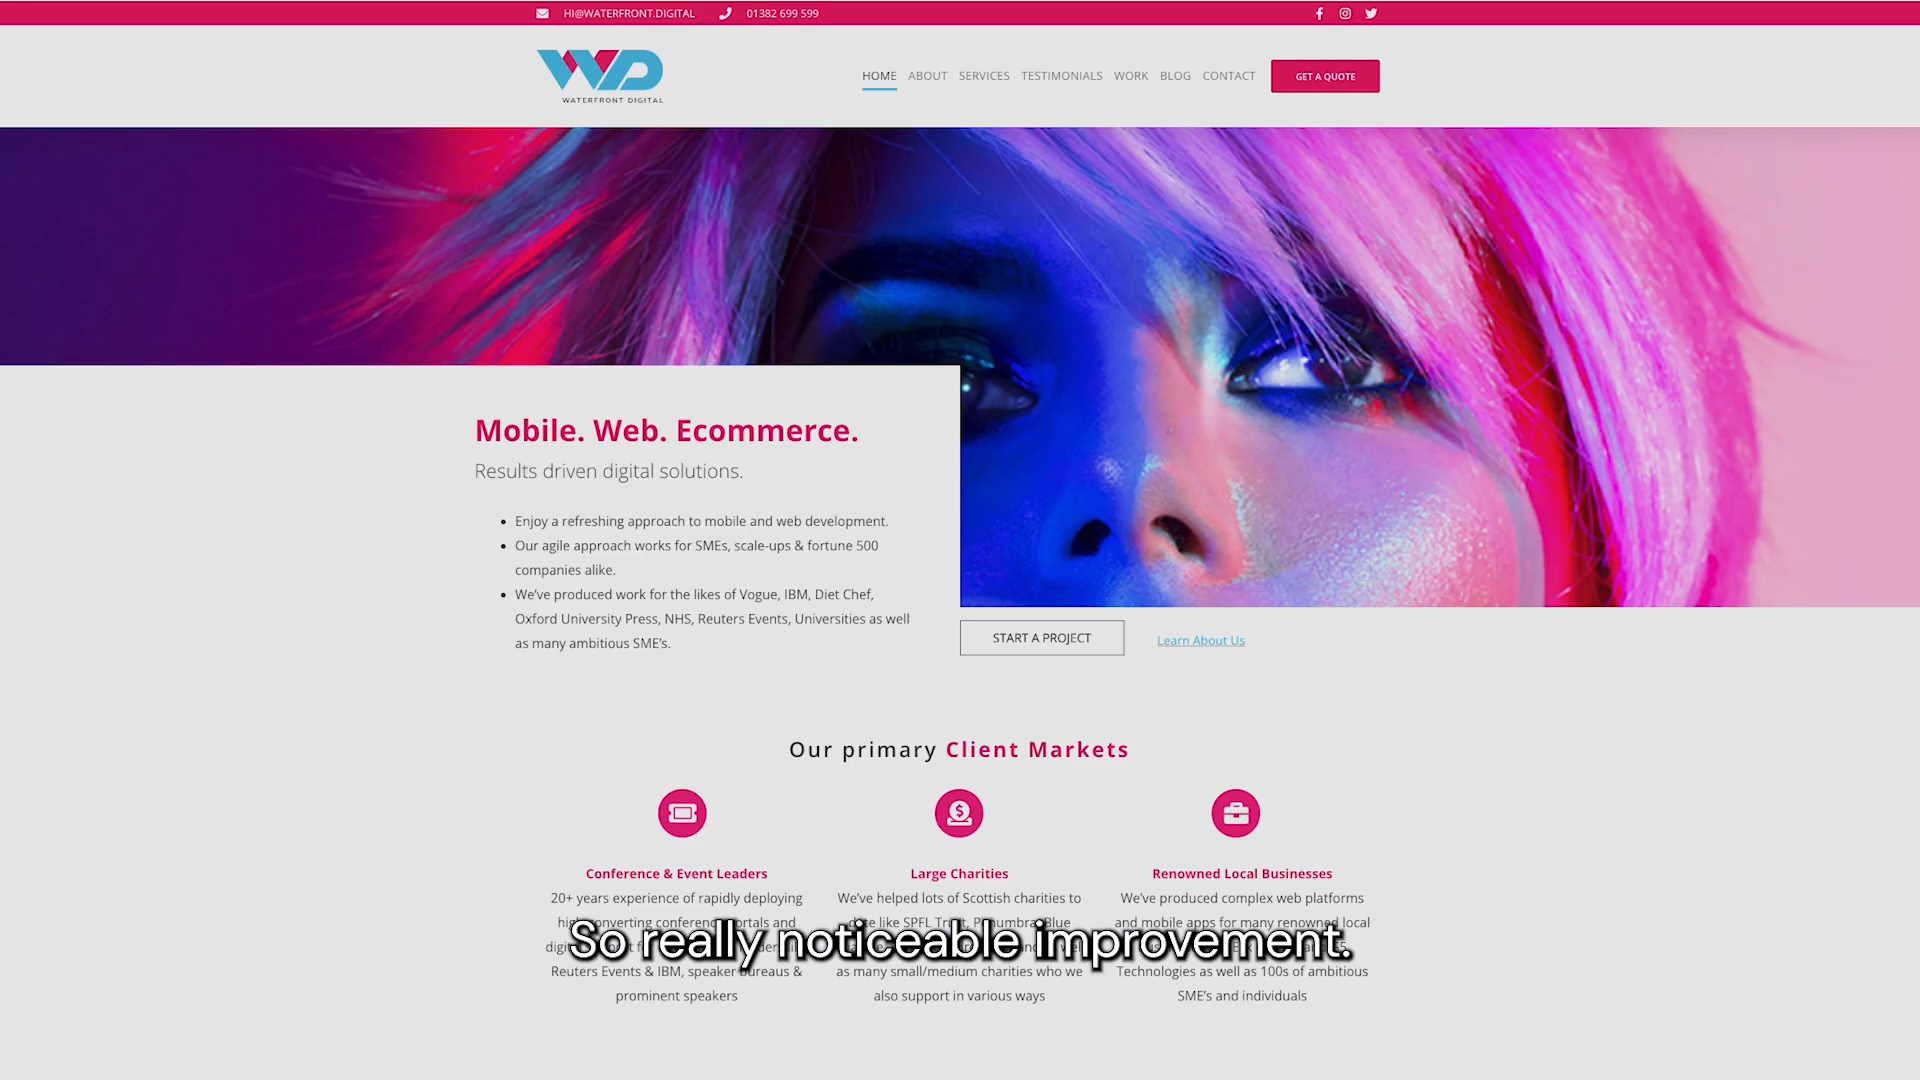 HI@WATERFRONT.DIGITAL 01382 699 599
WATERFRONT DIGITAL
HOME ABOUT SERVICES TESTIMONIALS WORK BLOG CONTACT GET A QUOTE
Mobile. Web. Ecommerce.
Results driven digital solutions.
Enjoy a refreshing approach to mobile and web development.
Our agile approach works for SMEs, scale-ups & fortune 500
companies alike.
We've produced work for the likes of Vogue, IBM, Diet Chef,
Oxford University Press, NHS, Reuters Events, Universities as well
as many ambitious SME's.
START A PROJECT Learn About Us
Our primary Client Markets
Conference & Event Leaders
20+ years experience of rapidly deploying
Reuters Events & IBM, speaker bureaus &
prominent speakers
Large Charities
We've helped lots of Scottish charities to
as many small/medium charities who we
also support in various ways
Renowned Local Businesses
We've produced complex web platforms
and mobile apps for many renowned local
Technologies as well as 100s of ambitious
SME's and individuals
So really noticeable improvement.